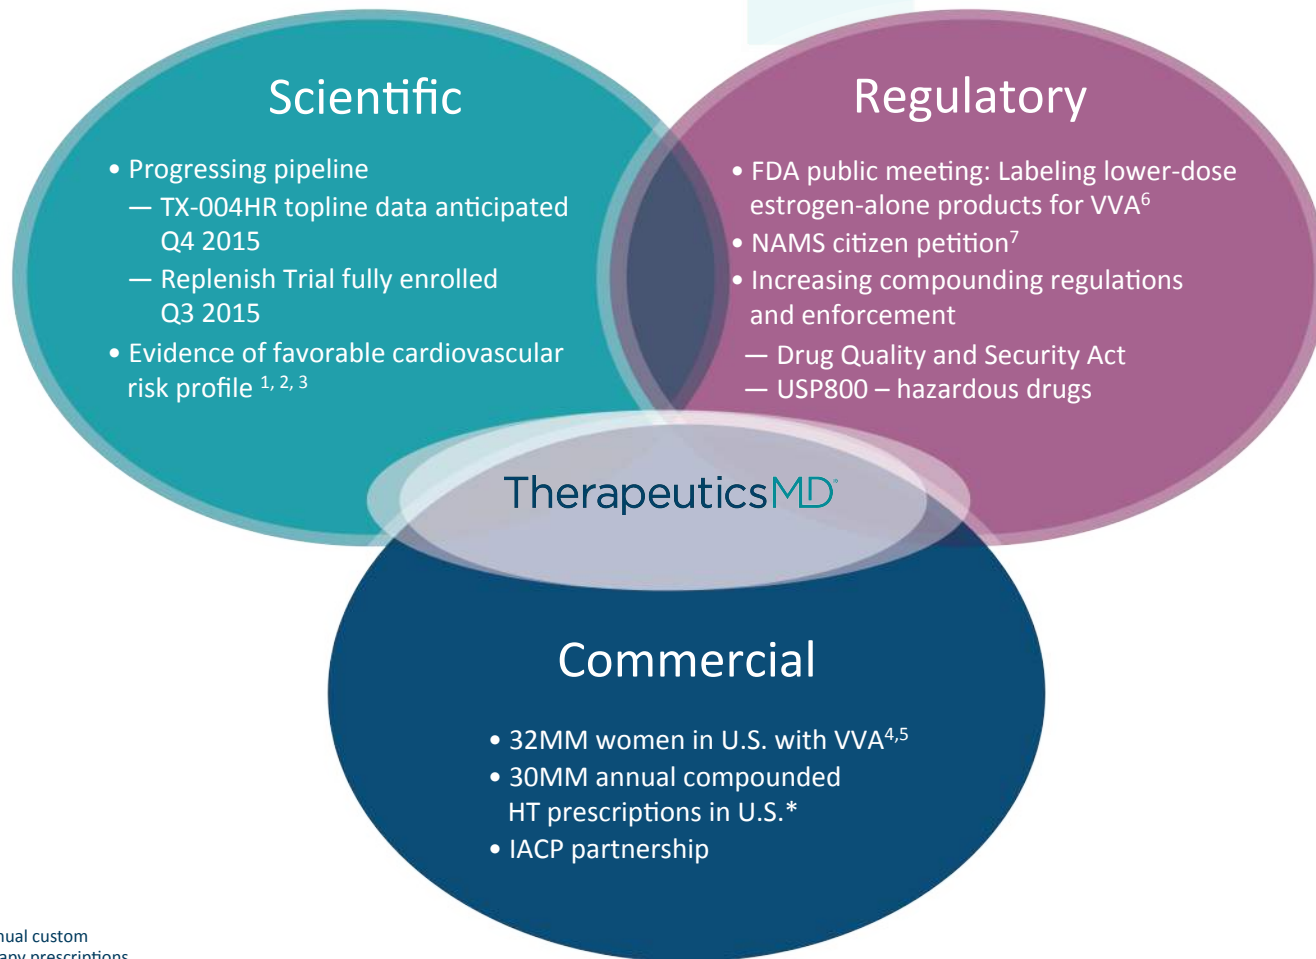 Scientific
• Progressing pipeline
— TX-004HR topline data anticipated
Q4 2015
— Replenish Trial fully enrolled
Q3 2015
• Evidence of favorable cardiovascular
risk profile 1, 2, 3
Regulatory
• FDA public meeting: Labeling lower-dose
estrogen-alone products for VVA6
• NAMS citizen petition7
• Increasing compounding regulations
and enforcement
— Drug Quality and Security Act
— USP800 – hazardous drugs
TherapeuticsMD
Commercial
• 32MM women in U.S. with VVA4,5
• 30MM annual compounded
HT prescriptions in U.S.*
• IACP partnership
custom
prescriptions